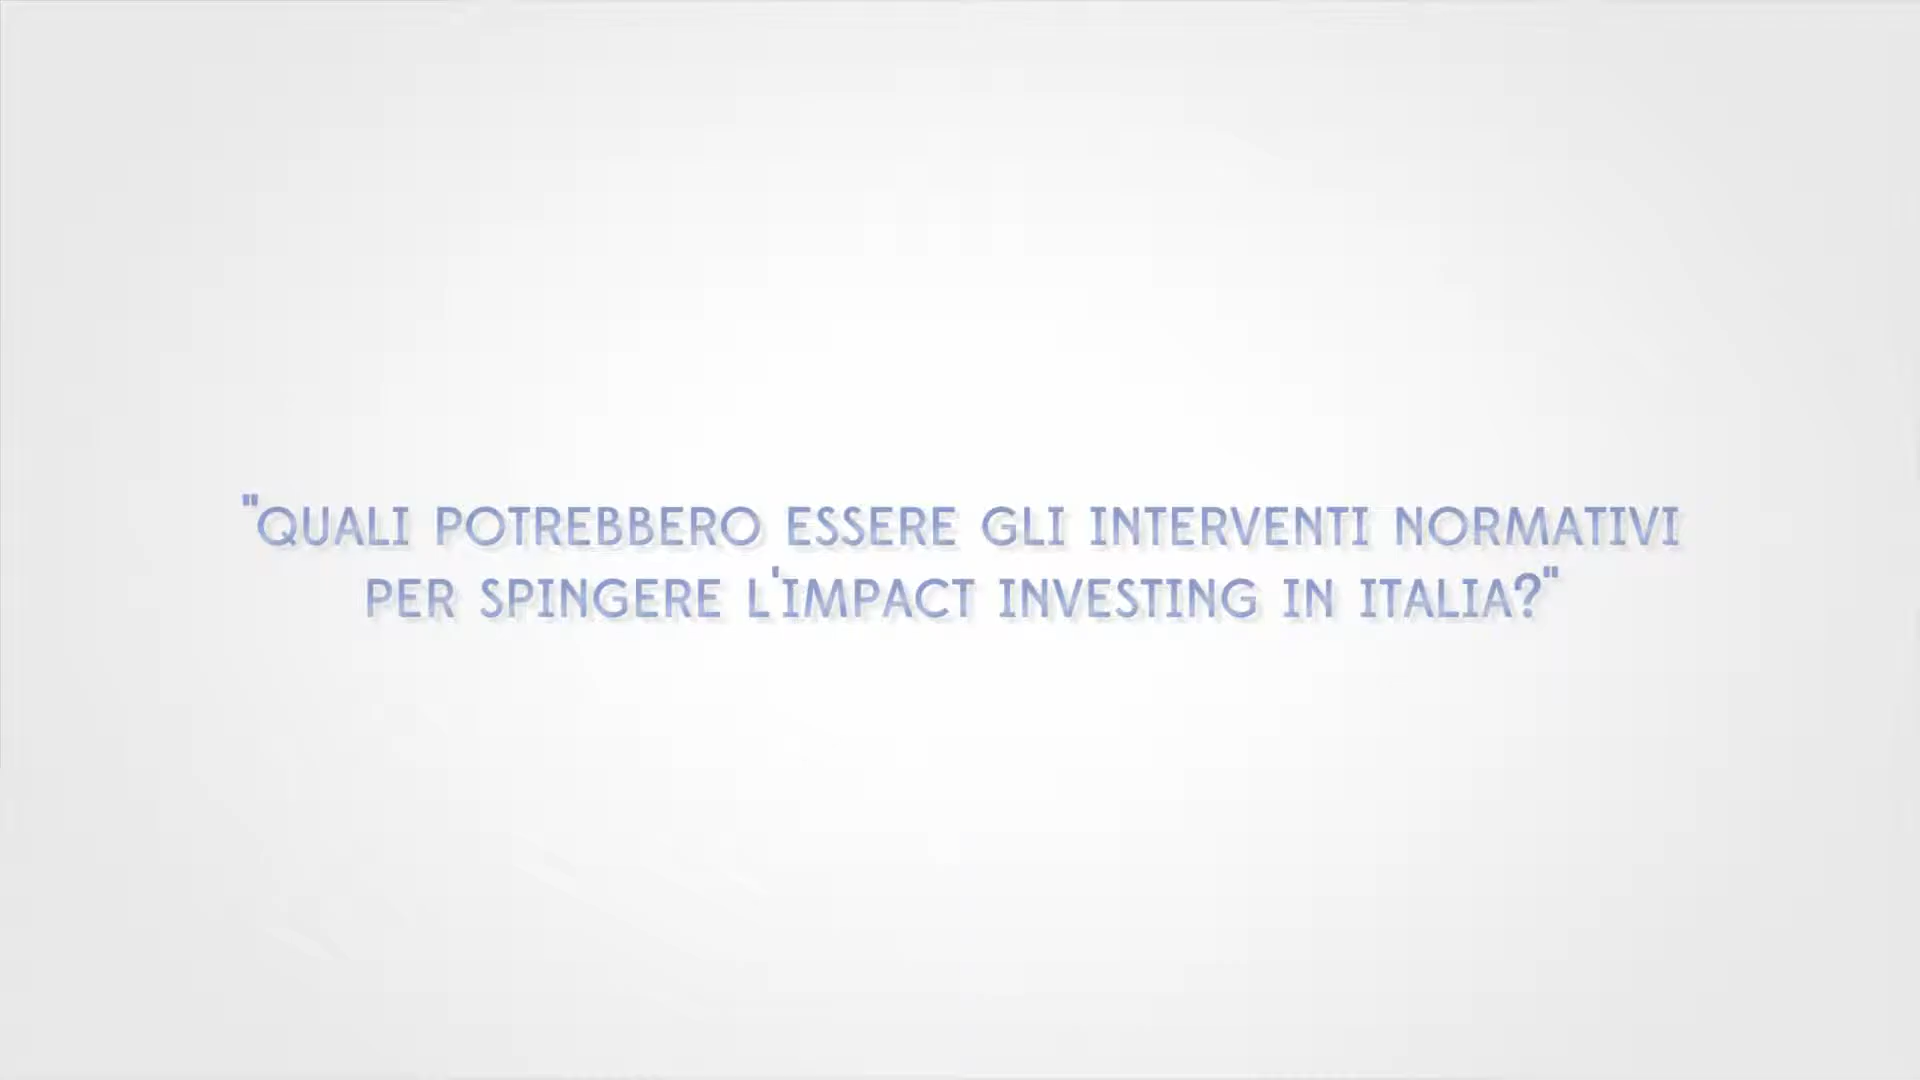 "QUALI POTREBBERO ESSERE GLI INTERVENTI NORMATIVI
PER SPINGERE L'IMPACT INVESTING IN ITALIA?"